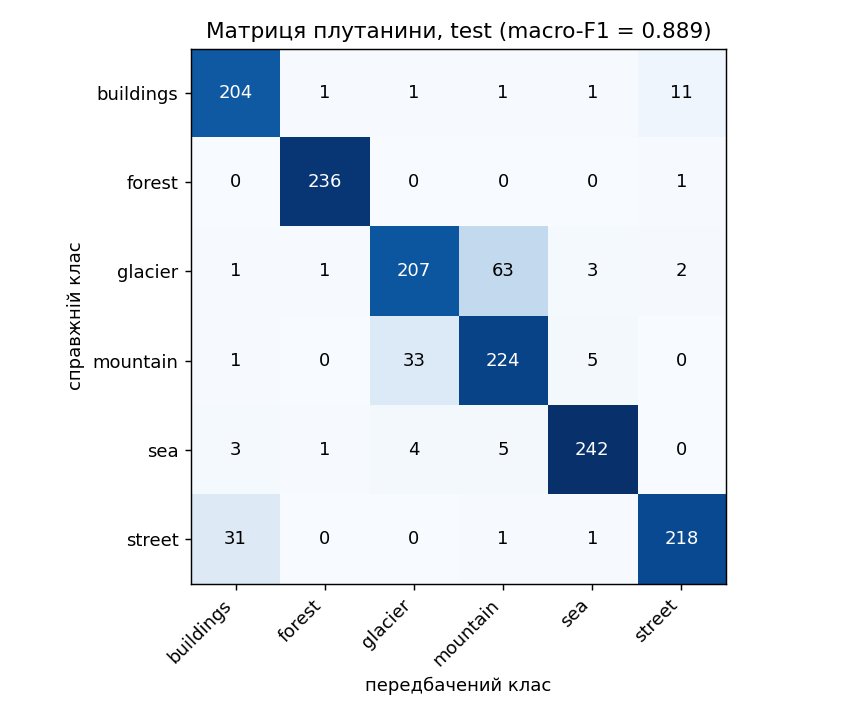 Матриця плутанини, test (macro-F1 = 0.889)
справжній клас
buildings 204 1 1 1 1 11
forest 0 236 0 0 0 1
glacier 1 1 207 63 3 2
mountain 1 0 33 224 5 0
sea 3 1 4 5 242 0
street 31 0 0 1 1 218
buildings forest glacier mountain sea street
передбачений клас